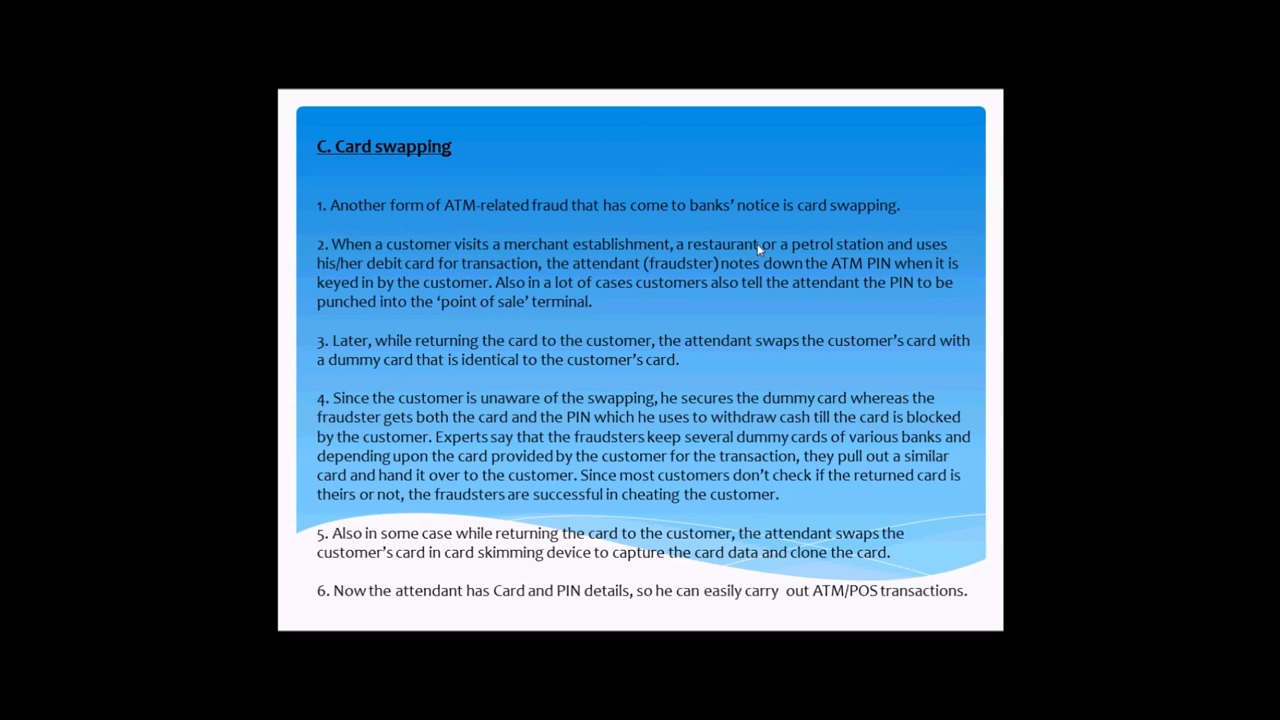 C. Card swapping
1. Another form of ATM-related fraud that has come to banks’ notice is card swapping.
2. When a customer visits a merchant establishment, a restaurant or a petrol station and uses
his/her debit card for transaction, the attendant (fraudster) notes down the ATM PIN when it is
keyed in by the customer. Also in a lot of cases customers also tell the attendant the PIN to be
punched into the ‘point of sale’ terminal.
3. Later, while returning the card to the customer, the attendant swaps the customer’s card with
a dummy card that is identical to the customer’s card.
4. Since the customer is unaware of the swapping, he secures the dummy card whereas the
fraudster gets both the card and the PIN which he uses to withdraw cash till the card is blocked
by the customer. Experts say that the fraudsters keep several dummy cards of various banks and
depending upon the card provided by the customer for the transaction, they pull out a similar
card and hand it over to the customer. Since most customers don’t check if the returned card is
theirs or not, the fraudsters are successful in cheating the customer.
5. Also in some case while returning the card to the customer, the attendant swaps the
customer’s card in card skimming device to capture the card data and clone the card.
6. Now the attendant has Card and PIN details, so he can easily carry  out ATM/POS transactions.